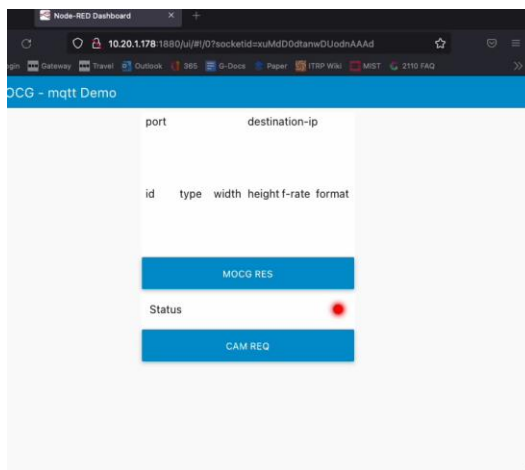 Node-RED Dashboard
10.20.1.178:1880/ui/#!/0?socketid=xuMdD0dtanwDUodnAAAd
Gateway Travel Outlook 365 G-Docs Paper ITRP Wiki MIST 2110 FAQ
OCG - mqtt Demo
port destination-ip
id type width height f-rate format
MOCG RES
Status
CAM REQ